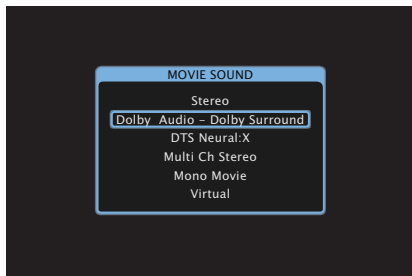 MOVIE SOUND
Stereo
Dolby Audio – Dolby Surround
DTS Neural:X
Multi Ch Stereo
Mono Movie
Virtual